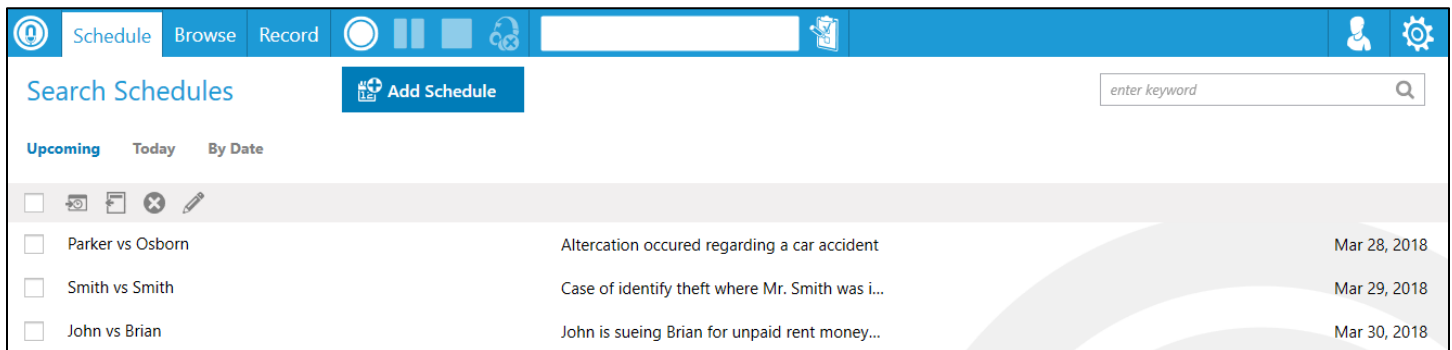 Schedule Browse Record
Search Schedules Add Schedule enter keyword
Upcoming Today By Date
Parker vs Osborn Altercation occured regarding a car accident Mar 28, 2018
Smith vs Smith Case of identify theft where Mr. Smith was i... Mar 29, 2018
John vs Brian John is sueing Brian for unpaid rent money... Mar 30, 2018